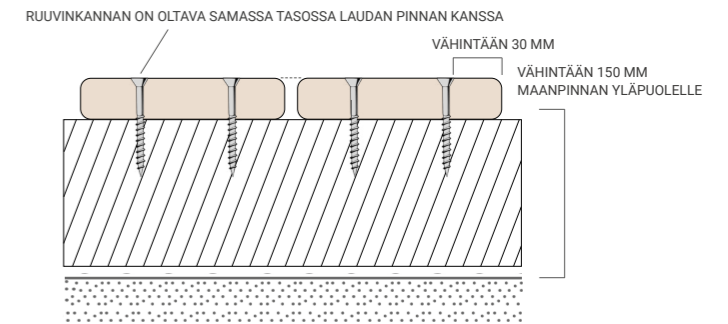 RUUVINKANNAN ON OLTAVA SAMASSA TASOSSA LAUDAN PINNAN KANSSA
VÄHINTÄÄN 30 MM
VÄHINTÄÄN 150 MM
MAANPINNAN YLÄPUOLELLE